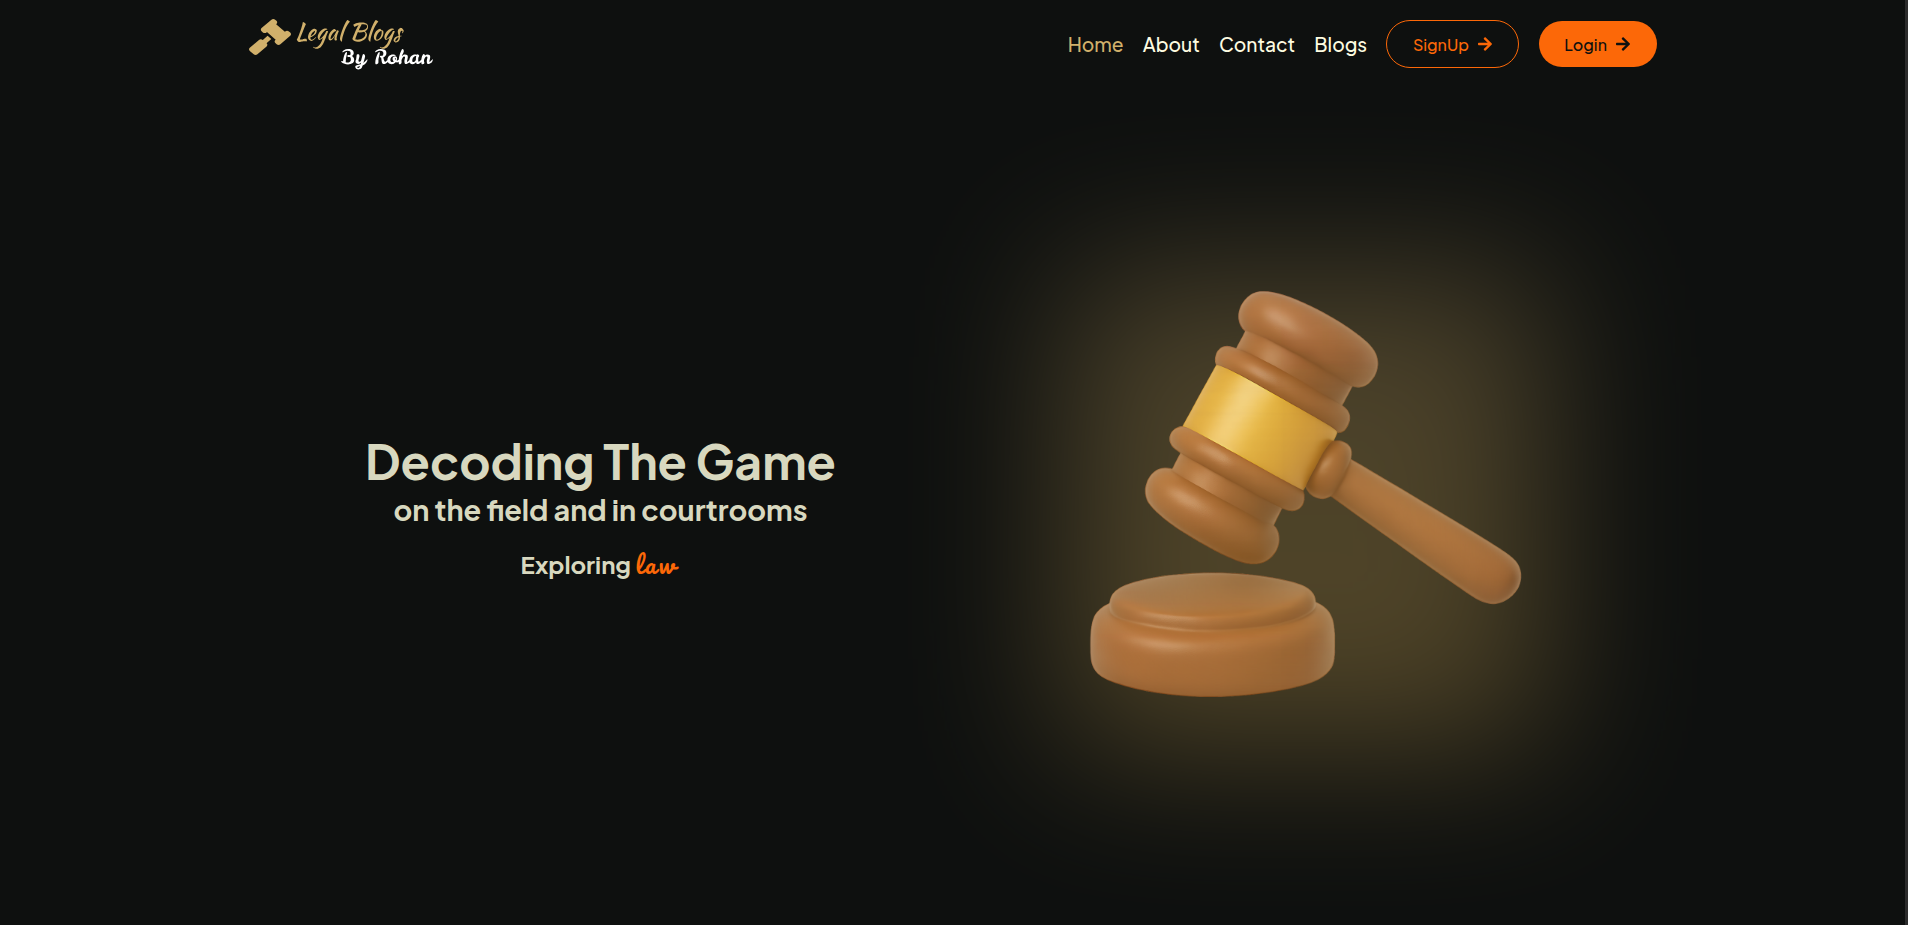 Legal Blogs
By Rohan
Home About Contact Blogs SignUp Login
Decoding The Game
on the field and in courtrooms
Exploring law